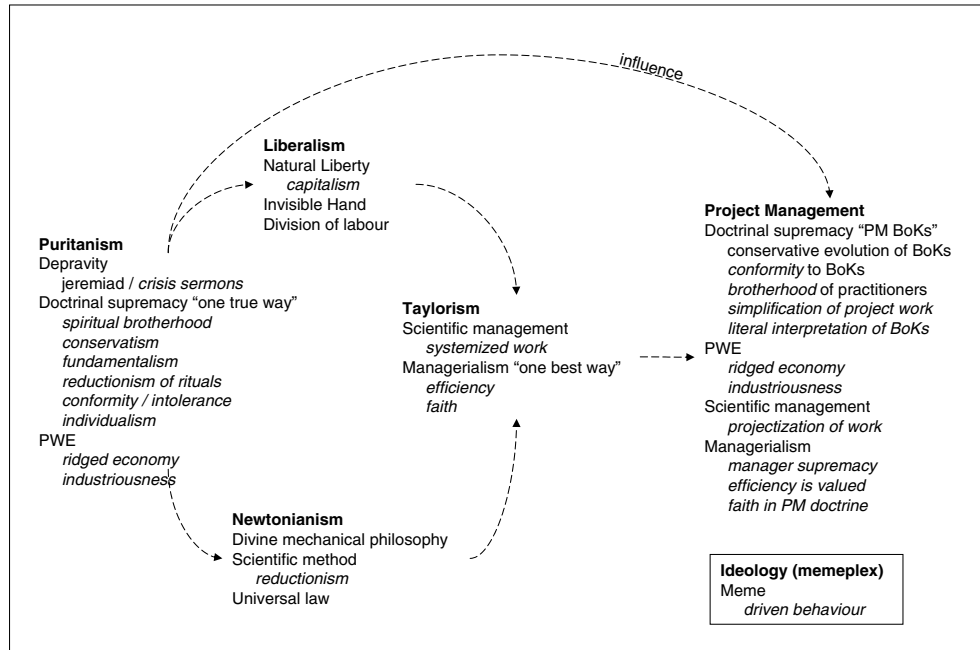 influence
Liberalism
Natural Liberty
capitalism
Invisible Hand
Division of labour
Puritanism
Depravity
jeremiad / crisis sermons
Doctrinal supremacy “one true way”
spiritual brotherhood
conservatism
fundamentalism
reductionism of rituals
conformity / intolerance
individualism
PWE
ridged economy
industriousness
Taylorism
Scientific management
systemized work
Managerialism “one best way”
efficiency
faith
Newtonianism
Divine mechanical philosophy
Scientific method
reductionism
Universal law
Project Management
Doctrinal supremacy “PM BoKs”
conservative evolution of BoKs
conformity to BoKs
brotherhood of practitioners
simplification of project work
literal interpretation of BoKs
PWE
ridged economy
industriousness
Scientific management
projectization of work
Managerialism
manager supremacy
efficiency is valued
faith in PM doctrine
Ideology (memeplex)
Meme
driven behaviour